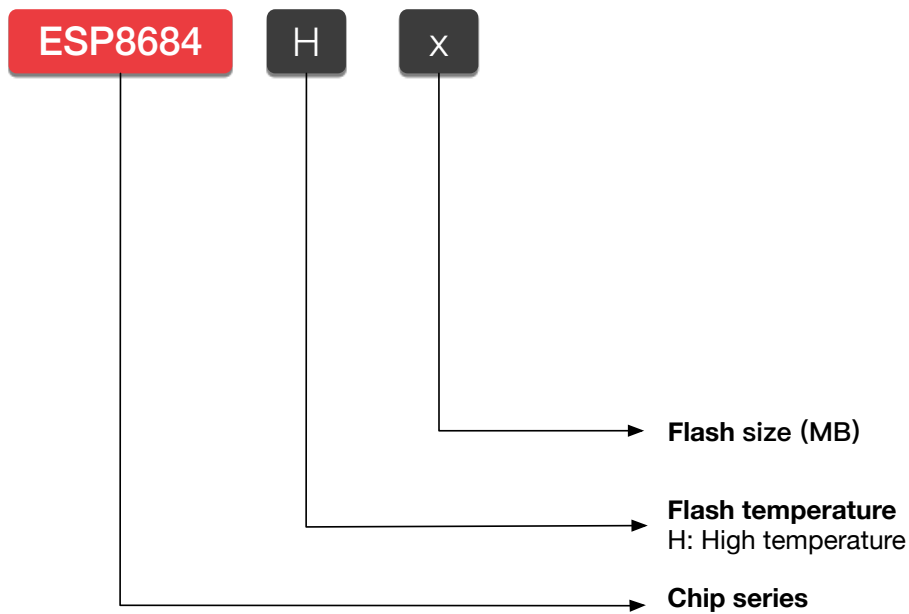 ESP8684 H x
Flash size (MB)
Flash temperature
H: High temperature
Chip series